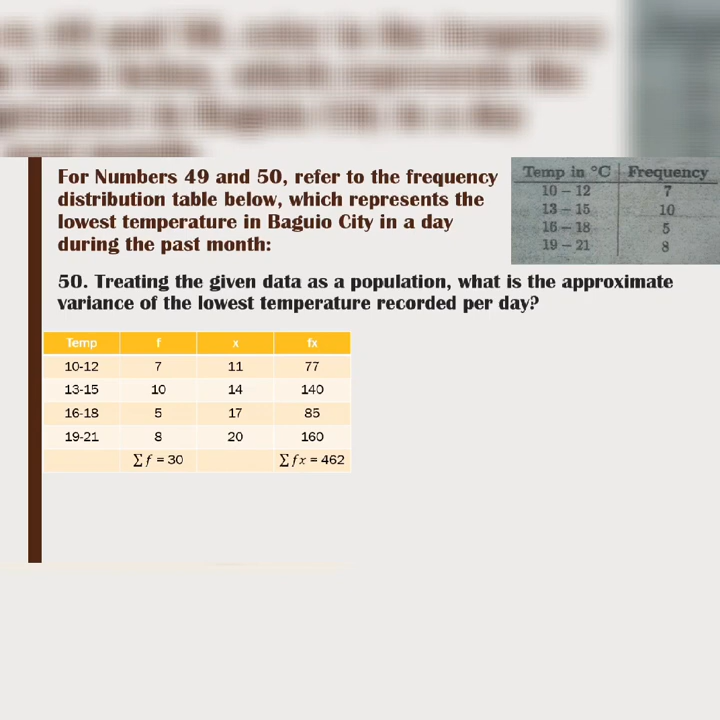 For Numbers 49 and 50, refer to the frequency
distribution table below, which represents the
lowest temperature in Baguio City in a day
during the past month:
Temp in °C Frequency
10 – 12 7
13 – 15 10
16 – 18 5
19 – 21 8
50. Treating the given data as a population, what is the approximate
variance of the lowest temperature recorded per day?
Temp f x fx
10-12 7 11 77
13-15 10 14 140
16-18 5 17 85
19-21 8 20 160
∑f = 30 ∑fx = 462